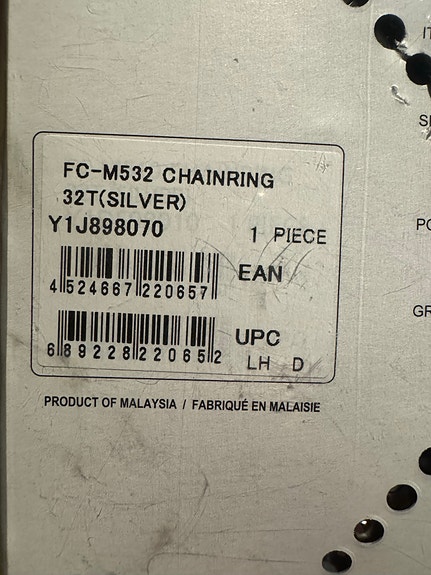 FC-M532 CHAINRING
32T(SILVER)
Y1J898070
1 PIECE
4 524667 220657
EAN
6 89228 22065 2
UPC
LH D
PRODUCT OF MALAYSIA / FABRIQUÉ EN MALAISIE